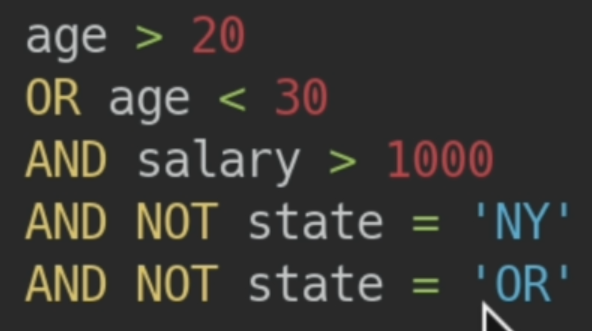 age > 20
OR age < 30
AND salary > 1000
AND NOT state = 'NY'
AND NOT state = 'OR'